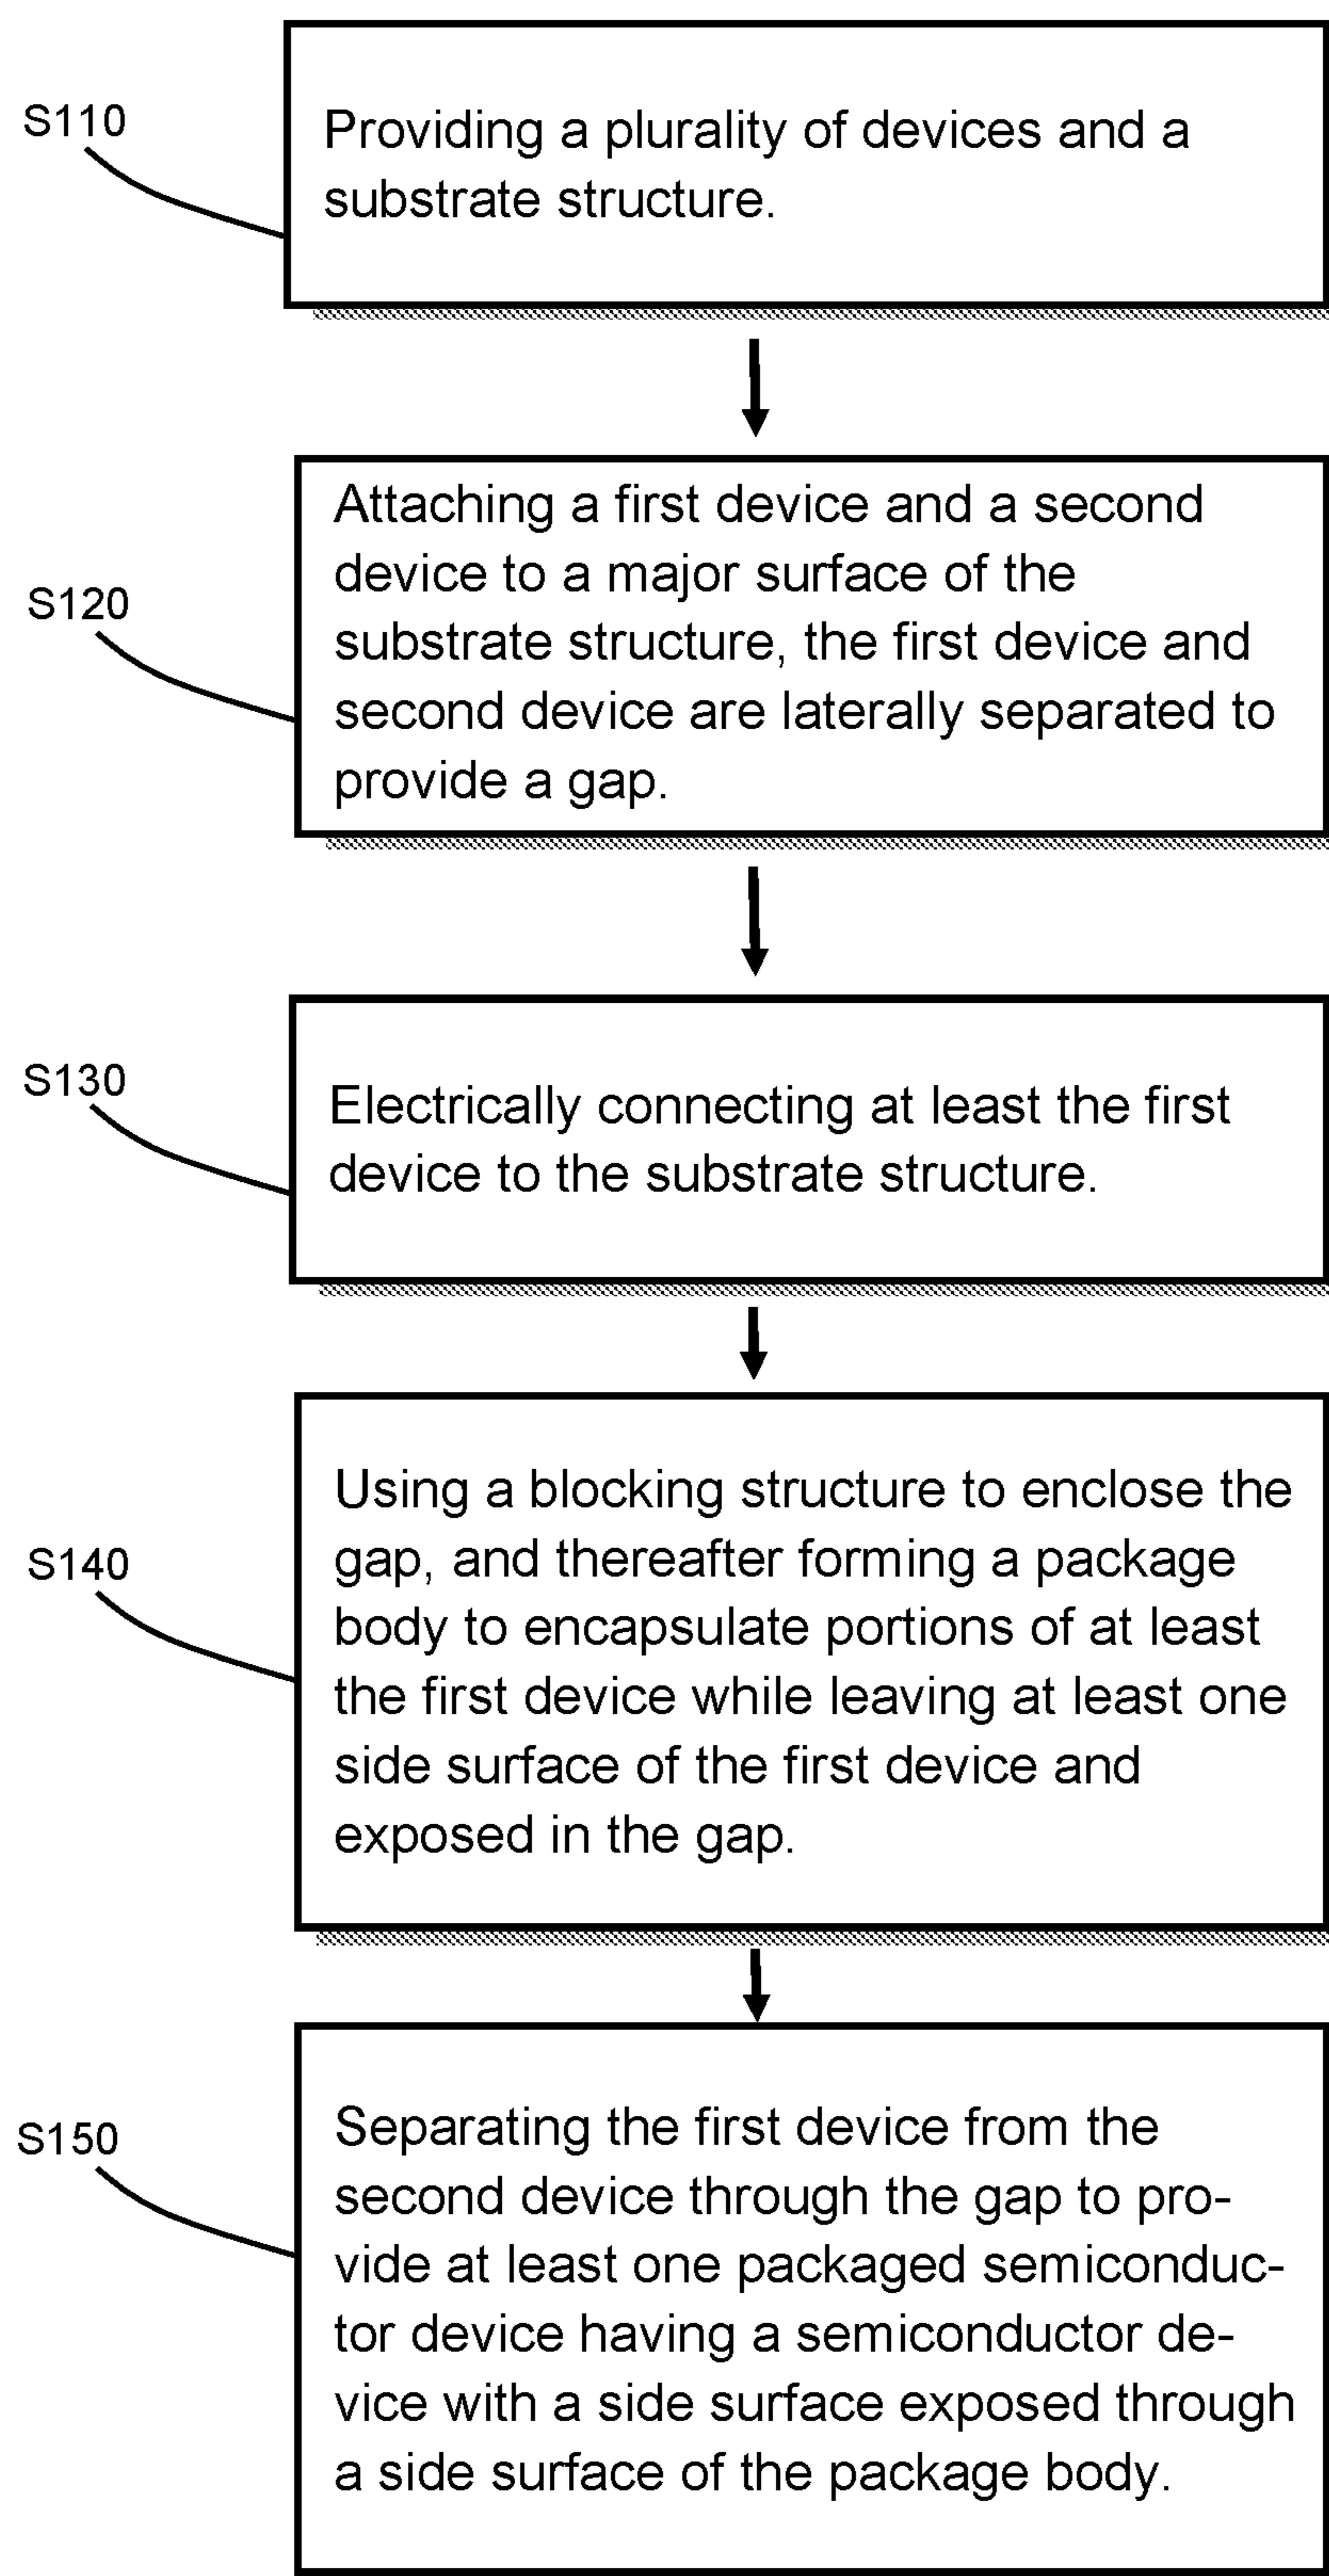 S110
Providing a plurality of devices and a
substrate structure.
S120
Attaching a first device and a second
device to a major surface of the
substrate structure, the first device and
second device are laterally separated to
provide a gap.
S130
Electrically connecting at least the first
device to the substrate structure.
S140
Using a blocking structure to enclose the
gap, and thereafter forming a package
body to encapsulate portions of at least
the first device while leaving at least one
side surface of the first device and
exposed in the gap.
S150
Separating the first device from the
second device through the gap to pro-
vide at least one packaged semiconduc-
tor device having a semiconductor de-
vice with a side surface exposed through
a side surface of the package body.